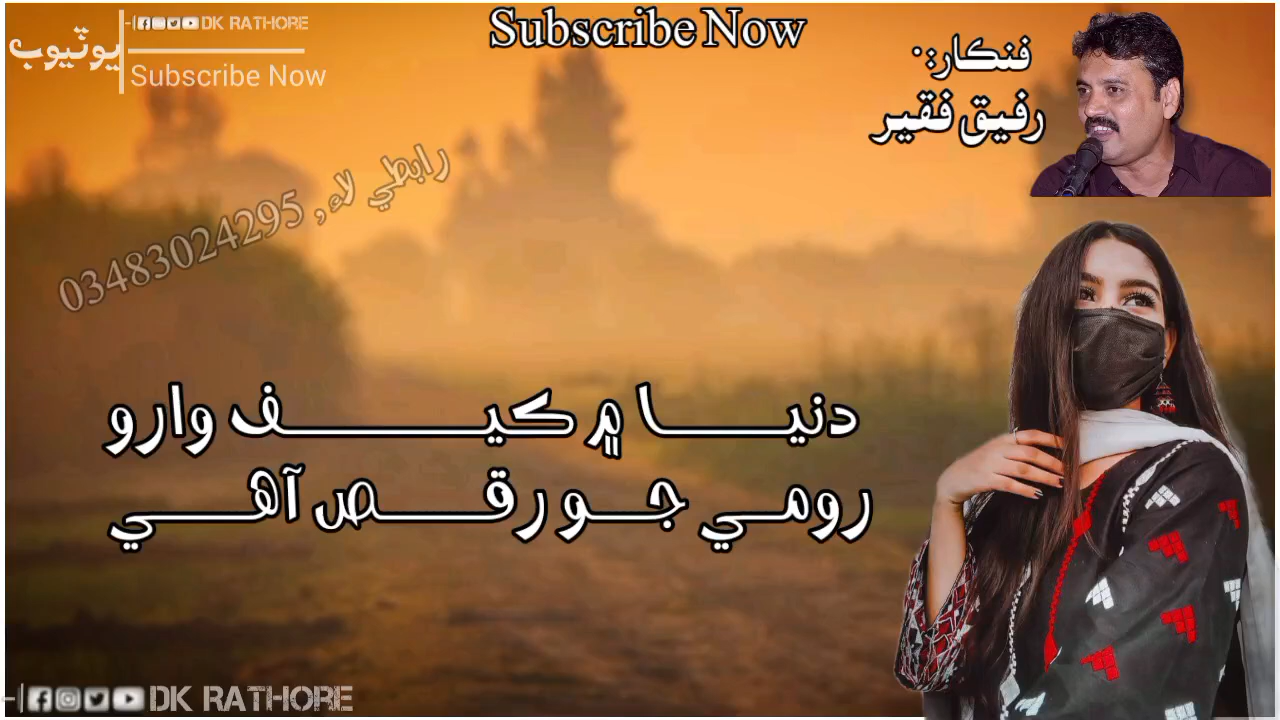 DK RATHORE
يوٽيوب
Subscribe Now
Subscribe Now
فنڪار:
رفيق فقير
رابطي لاءِ, 03483024295
دنيا ۾ ڪيف وارو
رومي جو رقص آهي
DK RATHORE